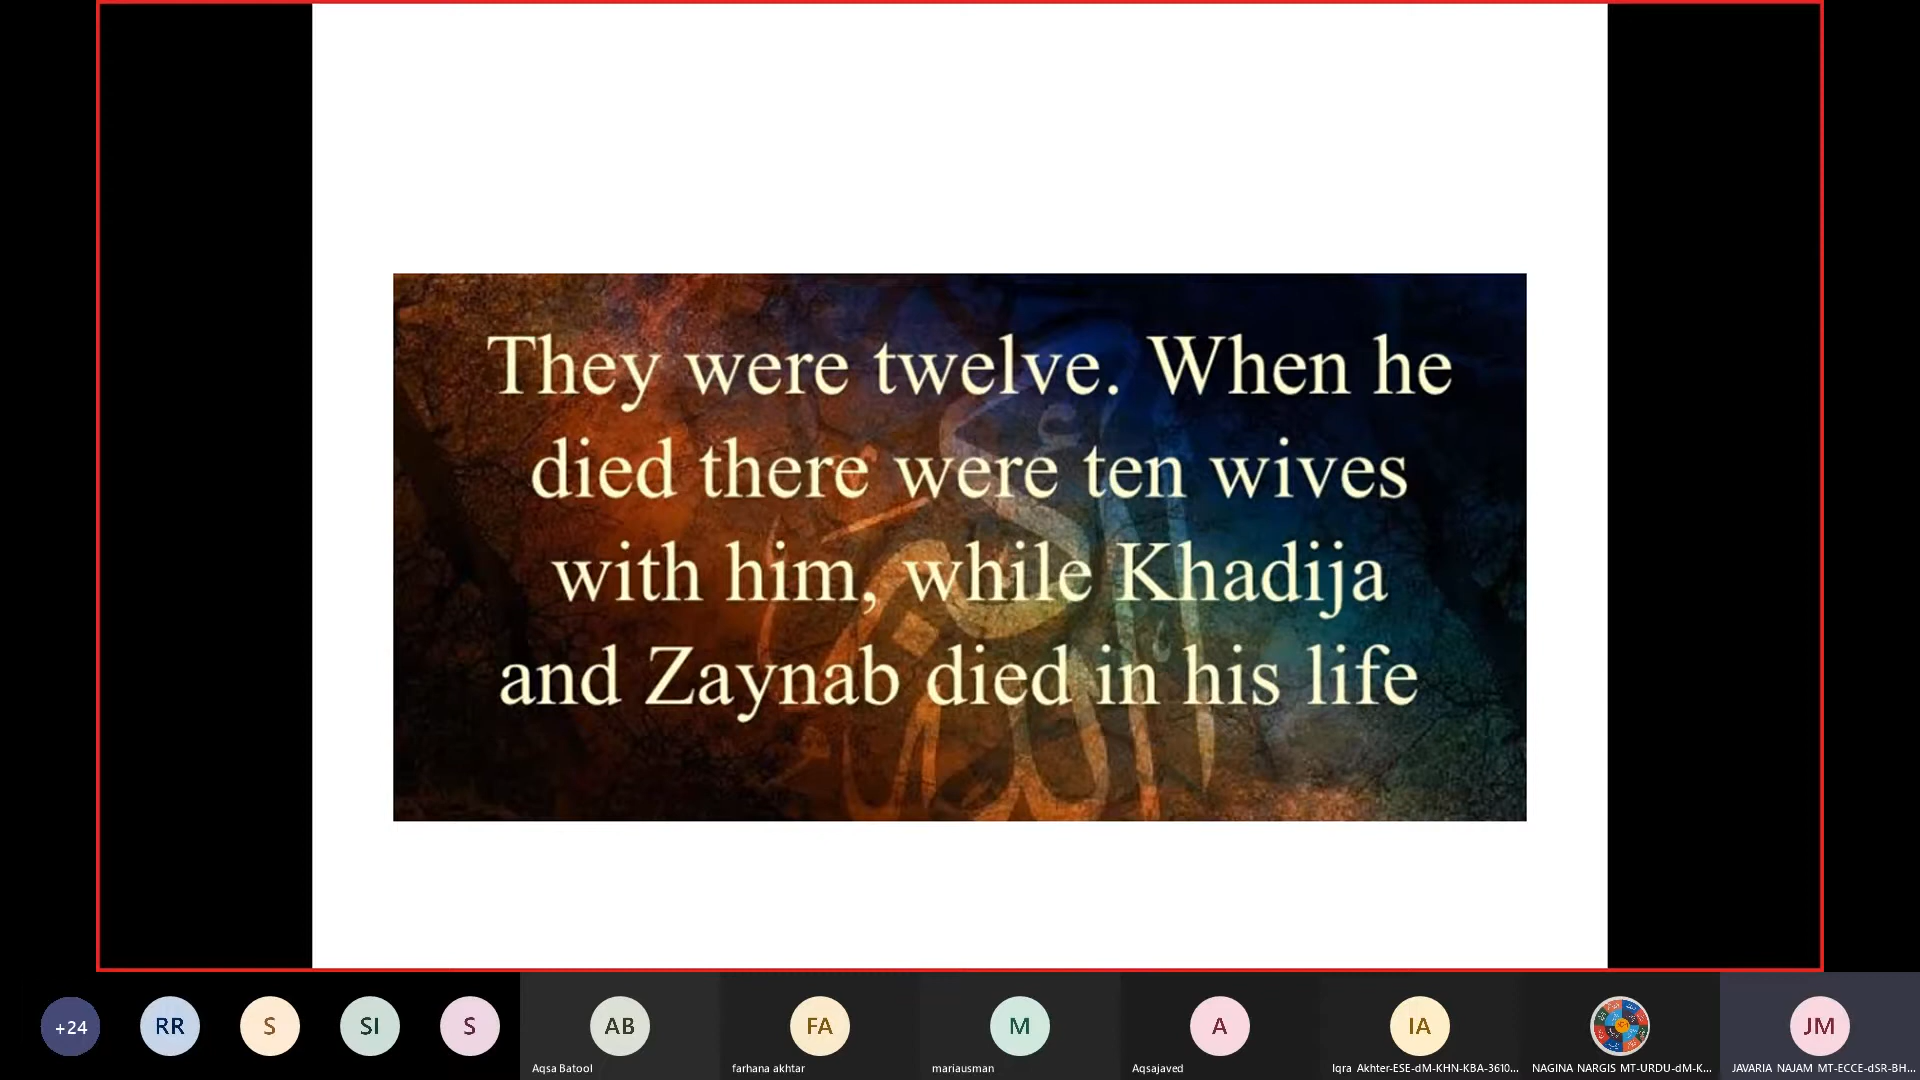 They were twelve. When he
died there were ten wives
with him, while Khadija
and Zaynab died in his life
+24
RR
S
SI
S
AB
FA
M
A
IA
JM
Aqsa Batool
farhana akhtar
mariausman
Aqsajaved
Iqra Akhter-ESE-dM-KHN-KBA-3610...
NAGINA NARGIS MT-URDU-dM-K...
JAVARIA NAJAM MT-ECCE-dSR-BH...